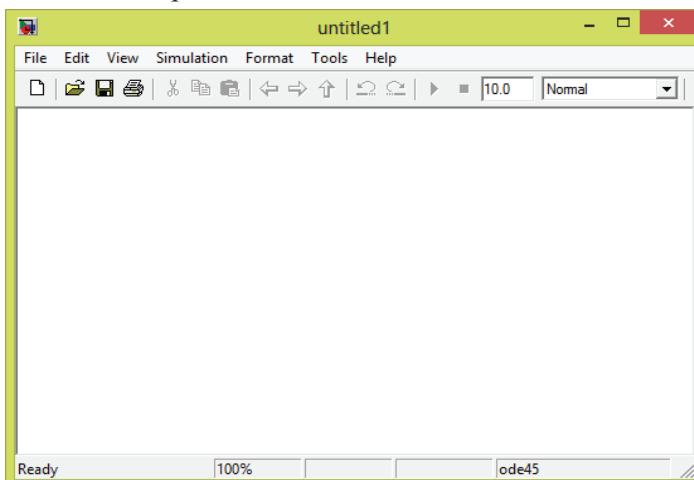 untitled1
File Edit View Simulation Format Tools Help
10.0 Normal
Ready 100% ode45